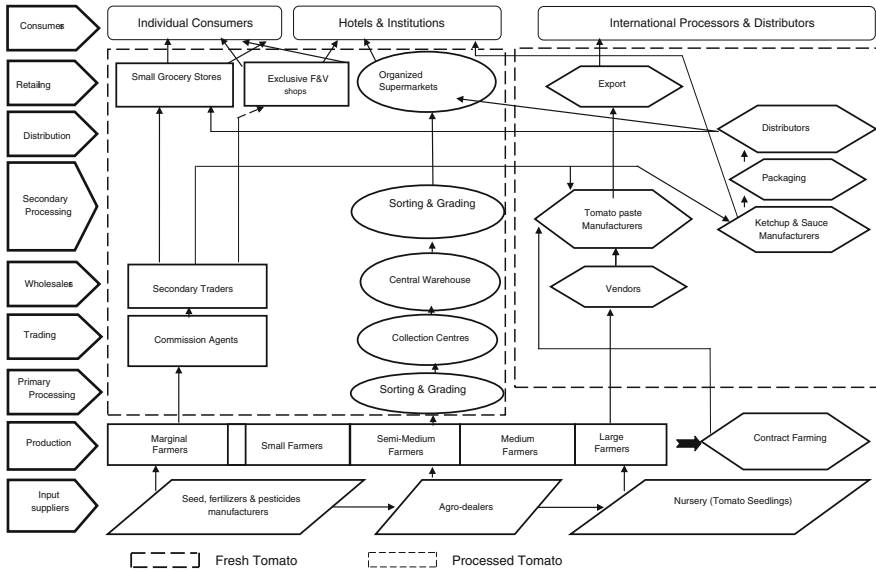 Consumers
Individual Consumers
Hotels & Institutions
International Processors & Distributors
Retailing
Small Grocery Stores
Exclusive F&V
shops
Organized
Supermarkets
Export
Distribution
Distributors
Packaging
Secondary
Processing
Sorting & Grading
Tomato paste
Manufacturers
Ketchup & Sauce
Manufacturers
Wholesalers
Secondary Traders
Central Warehouse
Vendors
Trading
Commission Agents
Collection Centres
Primary
Processing
Sorting & Grading
Production
Marginal
Farmers
Small Farmers
Semi-Medium
Farmers
Medium
Farmers
Large
Farmers
Contract Farming
Input
suppliers
Seed, fertilizers & pesticides
manufacturers
Agro-dealers
Nursery (Tomato Seedlings)
Fresh Tomato
Processed Tomato